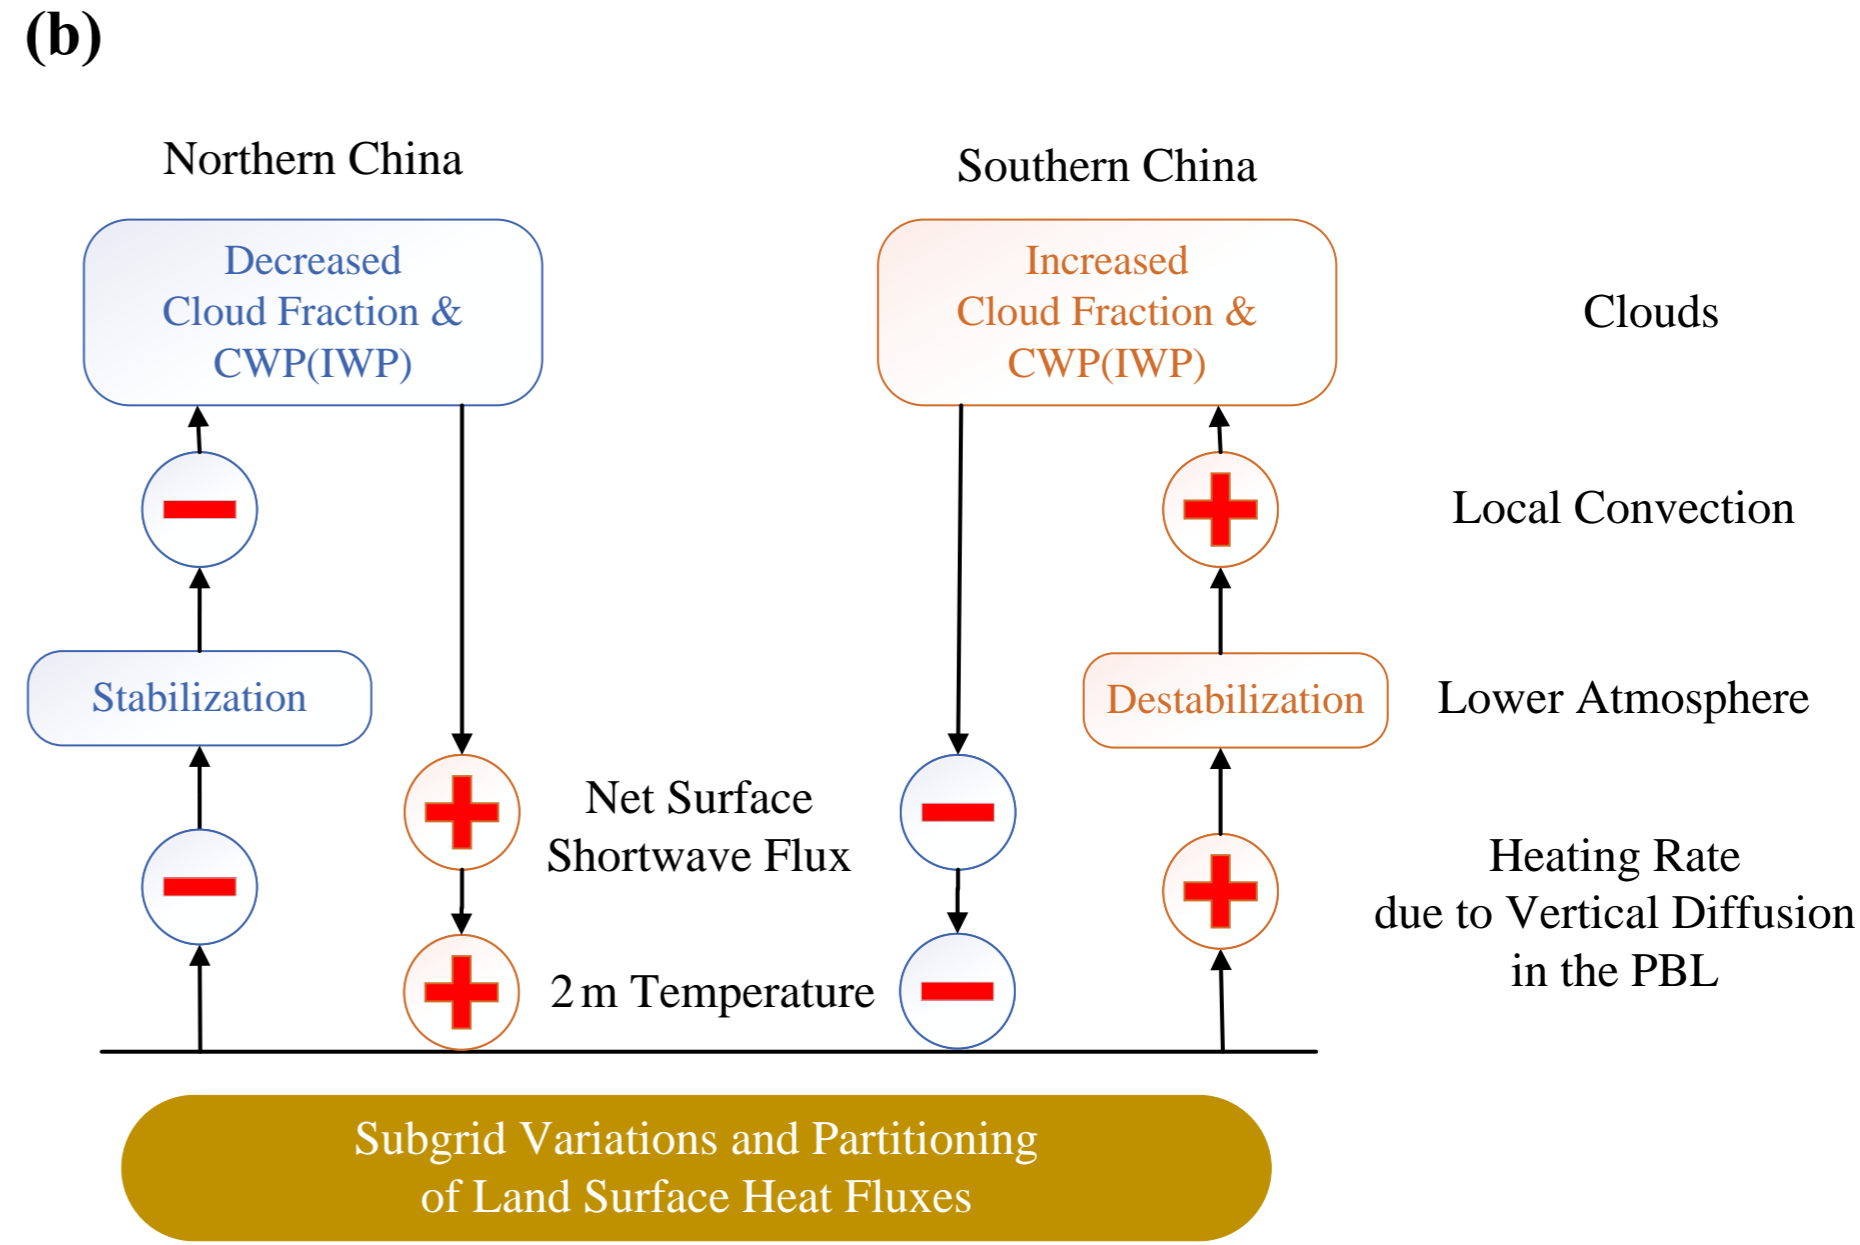 (b)
Northern China
Southern China
Decreased
Cloud Fraction &
CWP(IWP)
Increased
Cloud Fraction &
CWP(IWP)
Clouds
Local Convection
Stabilization
Destabilization
Lower Atmosphere
Net Surface
Shortwave Flux
Heating Rate
due to Vertical Diffusion
in the PBL
2 m Temperature
Subgrid Variations and Partitioning
of Land Surface Heat Fluxes